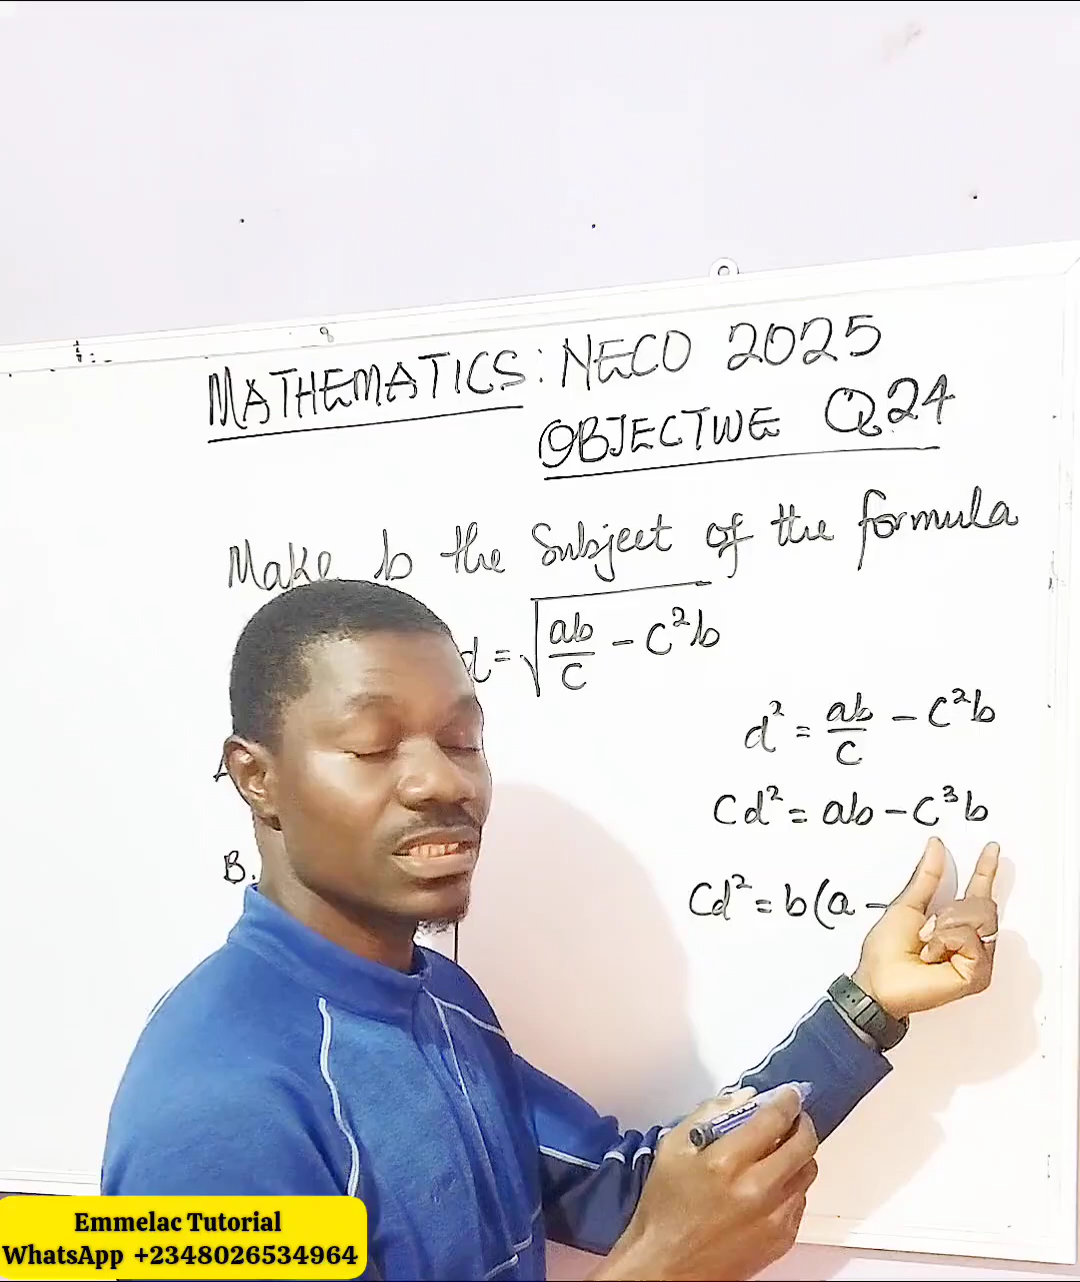 MATHEMATICS: NECO 2025
OBJECTIVE Q24
Make b the Subject of the formula
d = √(ab/c - C²b)
d² = ab/c - C²b
Cd² = ab - C³b
Cd² = b(a -
B.
Emmelac Tutorial
WhatsApp +2348026534964